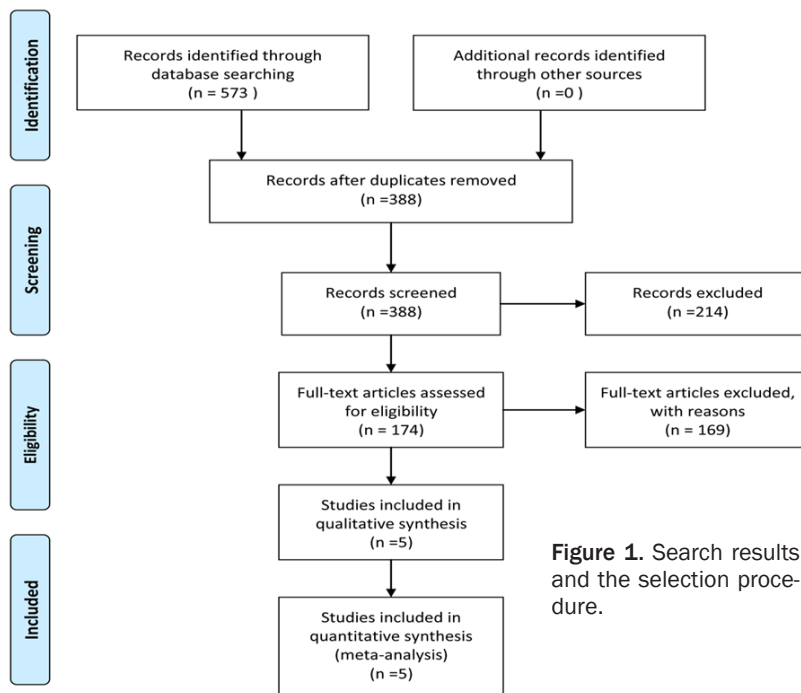 Identification
Records identified through
database searching
(n = 573 )
Additional records identified
through other sources
(n =0 )
Records after duplicates removed
(n =388)
Screening
Records screened
(n =388)
Records excluded
(n =214)
Eligibility
Full-text articles assessed
for eligibility
(n = 174)
Full-text articles excluded,
with reasons
(n = 169)
Studies included in
qualitative synthesis
(n =5)
Included
Studies included in
quantitative synthesis
(meta-analysis)
(n =5)
Figure 1. Search results
and the selection proce-
dure.